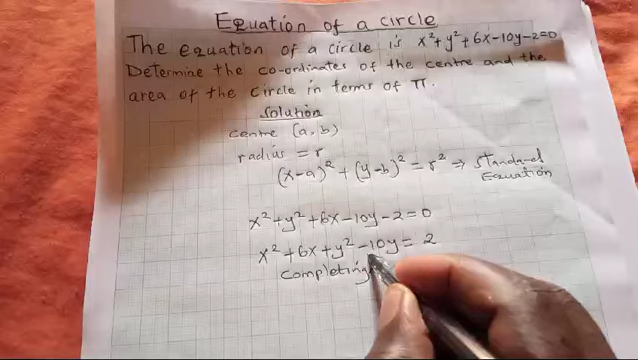 Equation of a circle
The equation of a circle is x²+y²+6x-10y-2=0
Determine the co-ordinates of the centre and the
area of the circle in terms of π.
Solution
centre (a,b)
radius = r
(x-a)² + (y-b)² = r² ⇒ standard
Equation
x²+y²+6x-10y-2=0
x²+6x+y²-10y= 2
completing